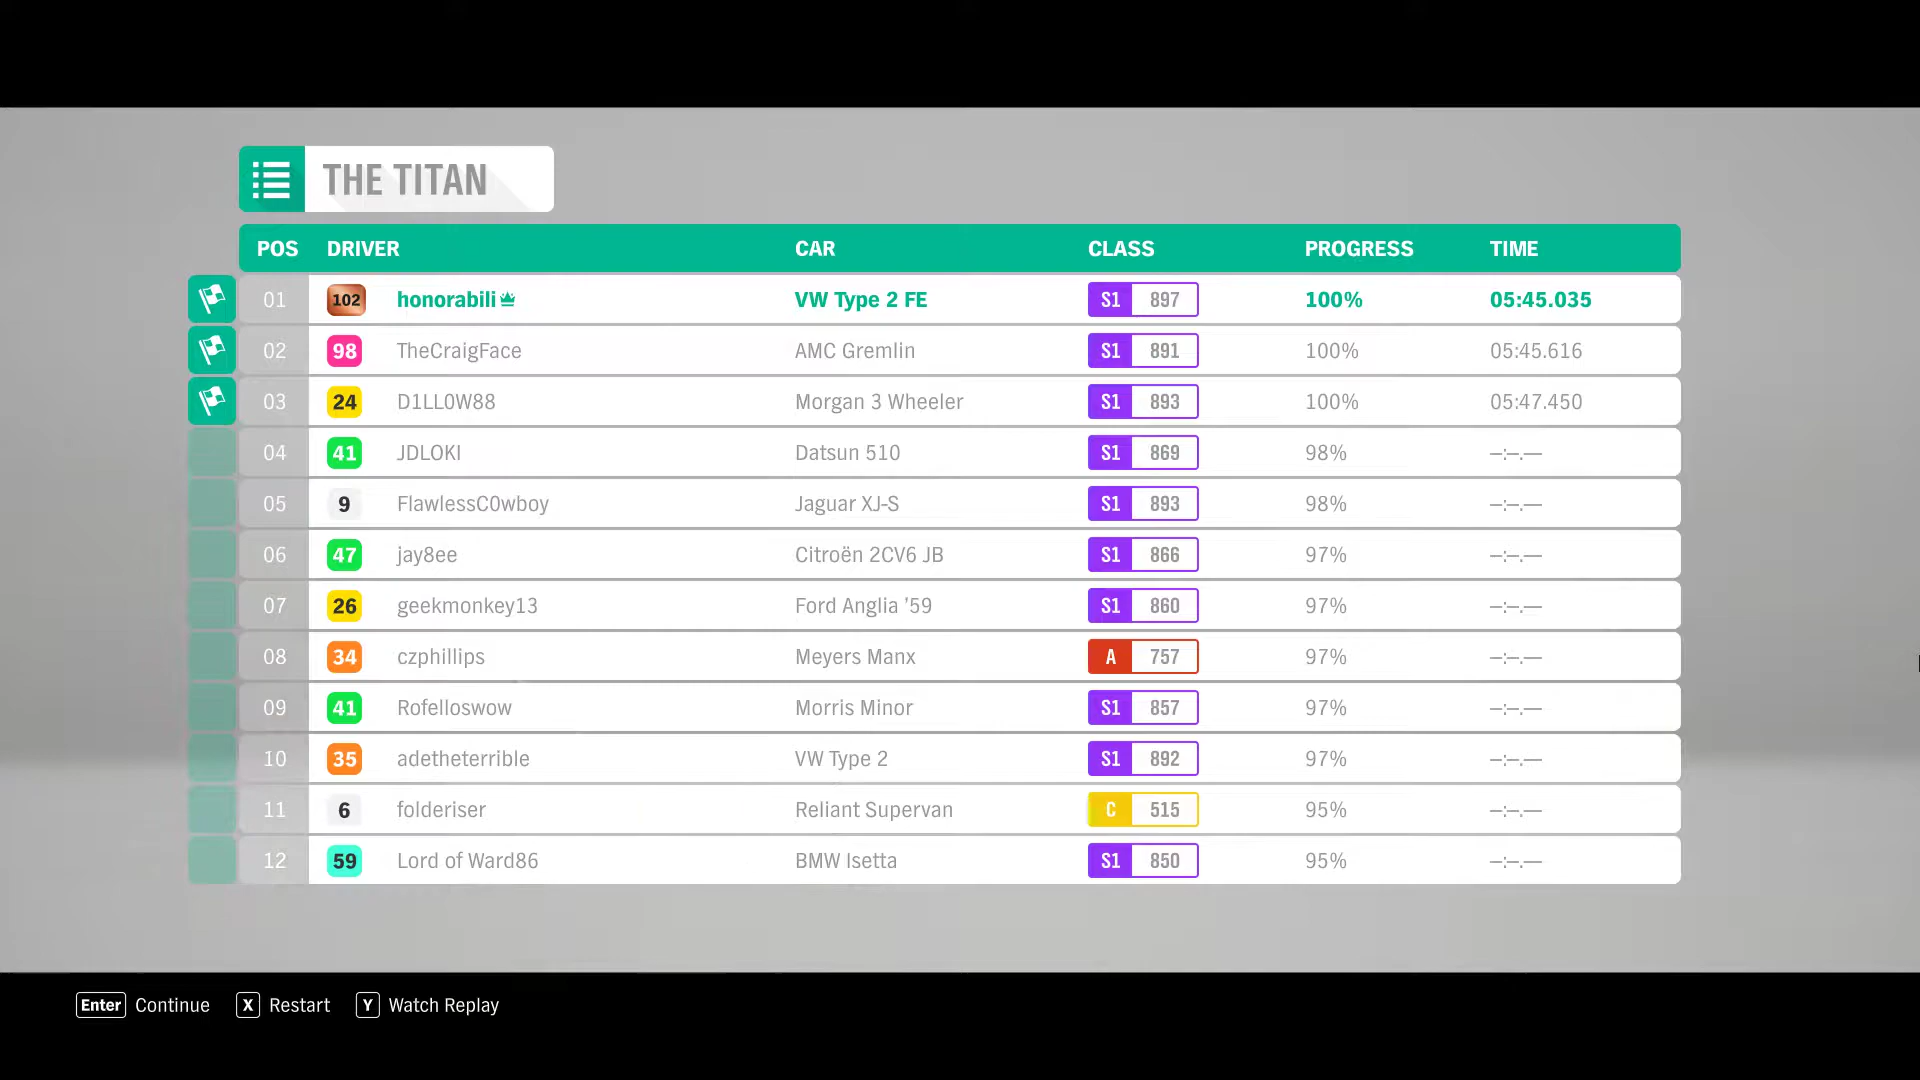 THE TITAN
POS DRIVER CAR CLASS PROGRESS TIME
01 102 honorabili VW Type 2 FE S1 897 100% 05:45.035
02 98 TheCraigFace AMC Gremlin S1 891 100% 05:45.616
03 24 D1LL0W88 Morgan 3 Wheeler S1 893 100% 05:47.450
04 41 JDLOKI Datsun 510 S1 869 98% –:–.––
05 9 FlawlessC0wboy Jaguar XJ-S S1 893 98% –:–.––
06 47 jay8ee Citroën 2CV6 JB S1 866 97% –:–.––
07 26 geekmonkey13 Ford Anglia ’59 S1 860 97% –:–.––
08 34 czphillips Meyers Manx A 757 97% –:–.––
09 41 Rofelloswow Morris Minor S1 857 97% –:–.––
10 35 adetheterrible VW Type 2 S1 892 97% –:–.––
11 6 folderiser Reliant Supervan C 515 95% –:–.––
12 59 Lord of Ward86 BMW Isetta S1 850 95% –:–.––
Enter Continue X Restart Y Watch Replay